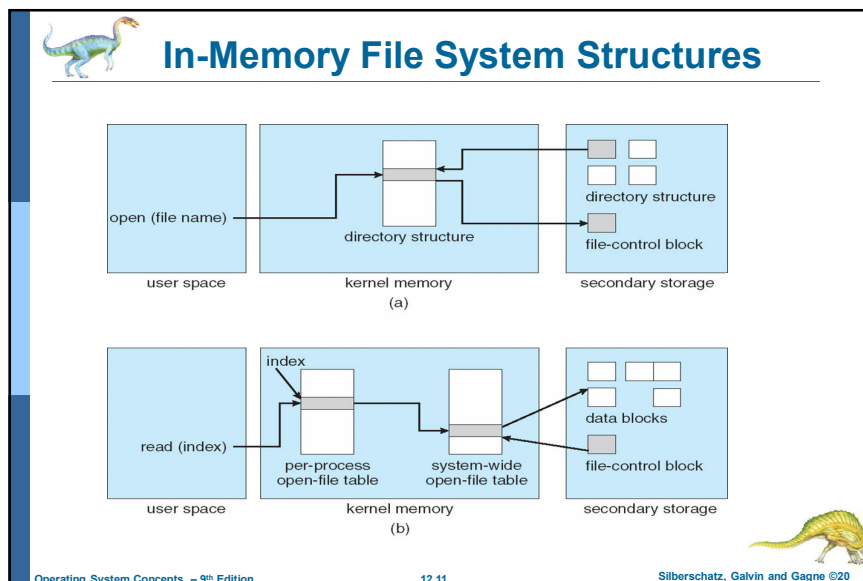 In-Memory File System Structures
open (file name)
directory structure
directory structure
file-control block
user space
kernel memory
secondary storage
(a)
index
read (index)
per-process
open-file table
system-wide
open-file table
data blocks
file-control block
user space
kernel memory
secondary storage
(b)
Operating System Concepts – 9th Edition
12.11
Silberschatz, Galvin and Gagne ©20